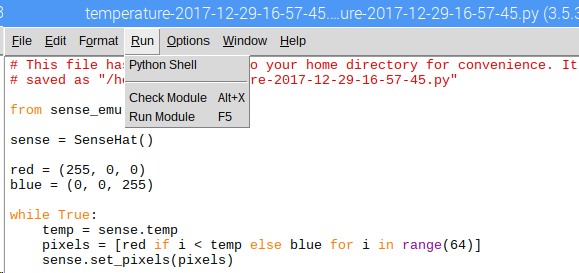 temperature-2017-12-29-16-57-45....ure-2017-12-29-16-57-45.py (3.5.3
File Edit Format Run Options Window Help
Python Shell
Check Module Alt+X
Run Module F5
# This file has o your home directory for convenience. It
# saved as "/h re-2017-12-29-16-57-45.py"
from sense_emu
sense = SenseHat()
red = (255, 0, 0)
blue = (0, 0, 255)
while True:
temp = sense.temp
pixels = [red if i < temp else blue for i in range(64)]
sense.set_pixels(pixels)